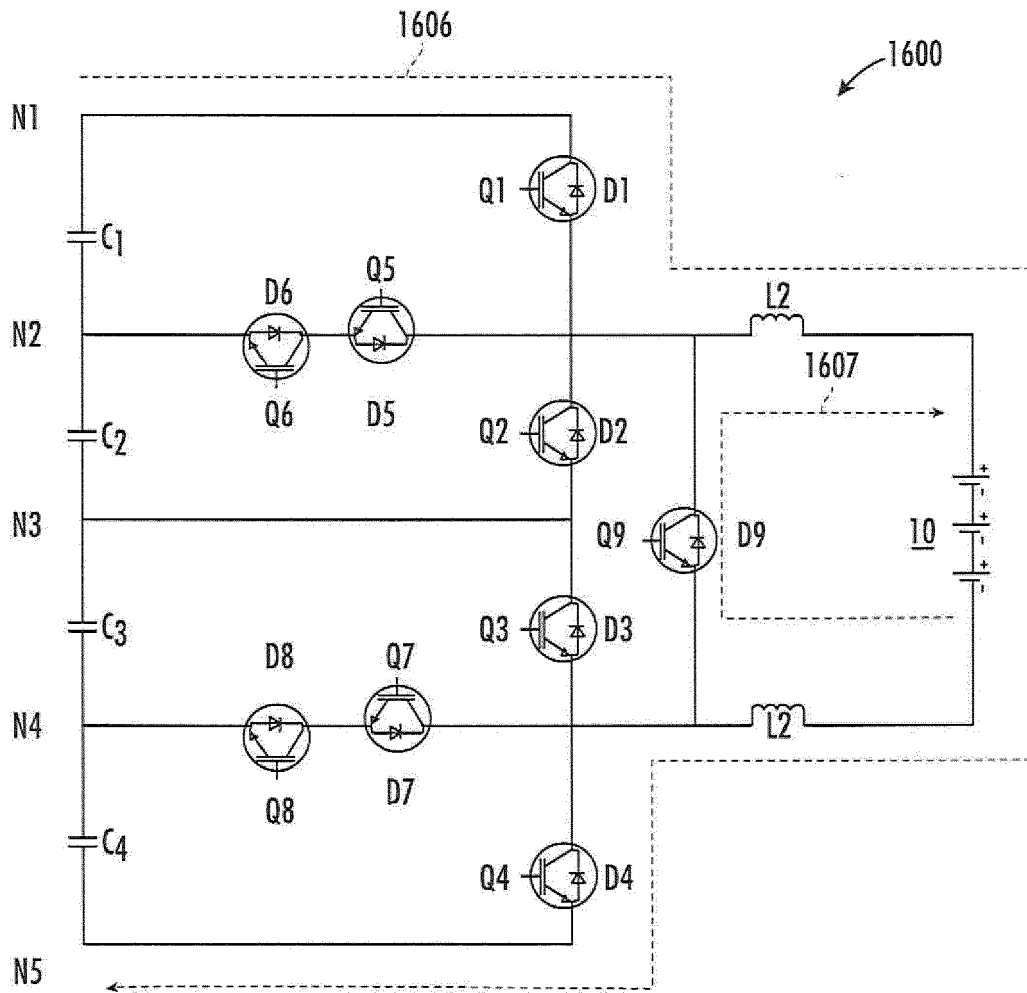 1606
1600
N1
Q1 D1
C1
Q5
D6
L2
N2
1607
Q6 D5
Q2 D2
C2
+
-
N3
Q9 D9
10
+
-
+
-
C3
Q3 D3
D8 Q7
N4
L2
Q8 D7
C4
Q4 D4
N5